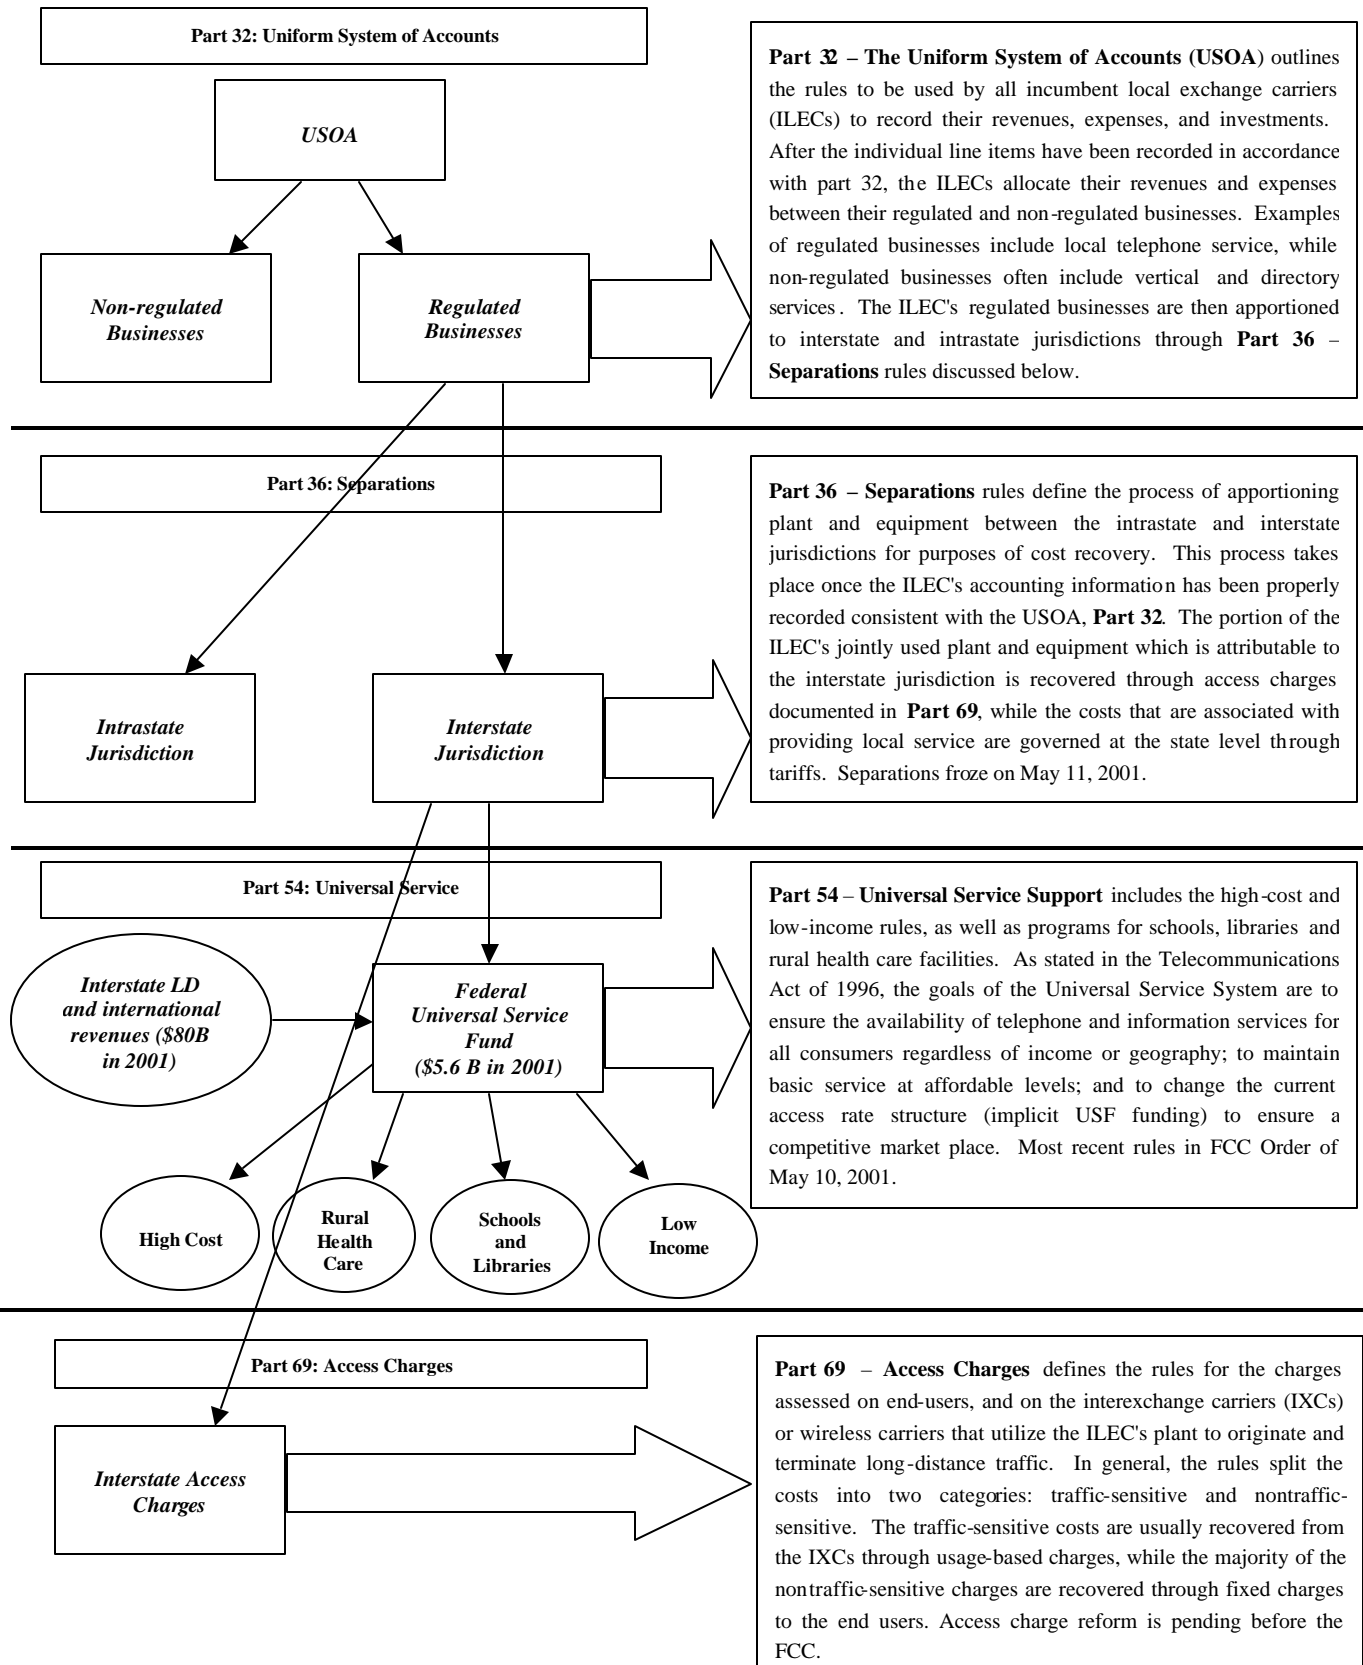 Part 32: Uniform System of Accounts
USOA
Non-regulated
Businesses
Regulated
Businesses
Part 32 – The Uniform System of Accounts (USOA) outlines
the rules to be used by all incumbent local exchange carriers
(ILECs) to record their revenues, expenses, and investments.
After the individual line items have been recorded in accordance
with part 32, the ILECs allocate their revenues and expenses
between their regulated and non-regulated businesses. Examples
of regulated businesses include local telephone service, while
non-regulated businesses often include vertical and directory
services. The ILEC's regulated businesses are then apportioned
to interstate and intrastate jurisdictions through Part 36 –
Separations rules discussed below.
Part 36: Separations
Intrastate
Jurisdiction
Interstate
Jurisdiction
Part 36 – Separations rules define the process of apportioning
plant and equipment between the intrastate and interstate
jurisdictions for purposes of cost recovery. This process takes
place once the ILEC's accounting information has been properly
recorded consistent with the USOA, Part 32. The portion of the
ILEC's jointly used plant and equipment which is attributable to
the interstate jurisdiction is recovered through access charges
documented in Part 69, while the costs that are associated with
providing local service are governed at the state level through
tariffs. Separations froze on May 11, 2001.
Part 54: Universal Service
Interstate LD
and international
revenues ($80B
in 2001)
Federal
Universal Service
Fund
($5.6 B in 2001)
High Cost
Rural
Health
Care
Schools
and
Libraries
Low
Income
Part 54 – Universal Service Support includes the high-cost and
low-income rules, as well as programs for schools, libraries and
rural health care facilities. As stated in the Telecommunications
Act of 1996, the goals of the Universal Service System are to
ensure the availability of telephone and information services for
all consumers regardless of income or geography; to maintain
basic service at affordable levels; and to change the current
access rate structure (implicit USF funding) to ensure a
competitive market place. Most recent rules in FCC Order of
May 10, 2001.
Part 69: Access Charges
Interstate Access
Charges
Part 69 – Access Charges defines the rules for the charges
assessed on end-users, and on the interexchange carriers (IXCs)
or wireless carriers that utilize the ILEC's plant to originate and
terminate long-distance traffic. In general, the rules split the
costs into two categories: traffic-sensitive and nontraffic-
sensitive. The traffic-sensitive costs are usually recovered from
the IXCs through usage-based charges, while the majority of the
nontraffic-sensitive charges are recovered through fixed charges
to the end users. Access charge reform is pending before the
FCC.